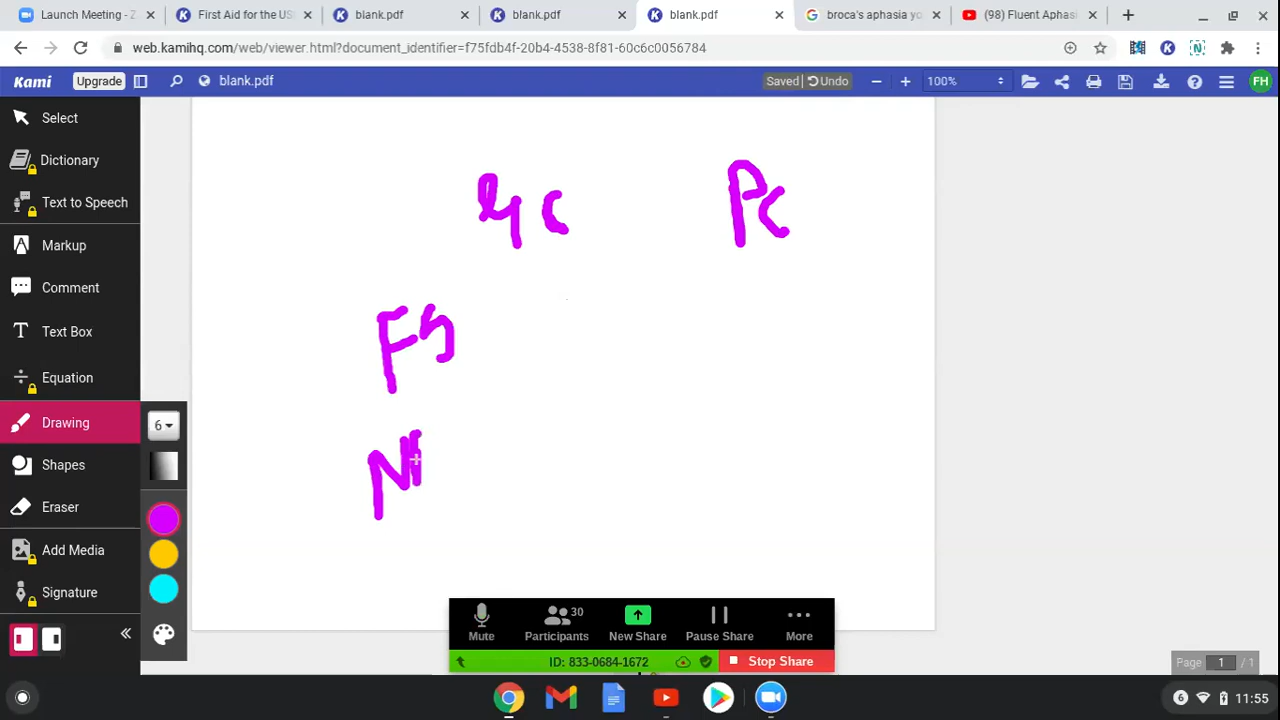 Launch Meeting - Z
First Aid for the US
blank.pdf
blank.pdf
blank.pdf
broca's aphasia yo
(98) Fluent Aphasi
web.kamihq.com/web/viewer.html?document_identifier=f75fdb4f-20b4-4538-8f81-60c6c0056784
Kami
Upgrade
blank.pdf
Saved
Undo
100%
FH
Select
Dictionary
Text to Speech
Markup
Comment
Text Box
Equation
Drawing
Shapes
Eraser
Add Media
Signature
6
PC
FS
Mute
Participants
30
New Share
Pause Share
More
ID: 833-0684-1672
Stop Share
Page 1 / 1
6
11:55